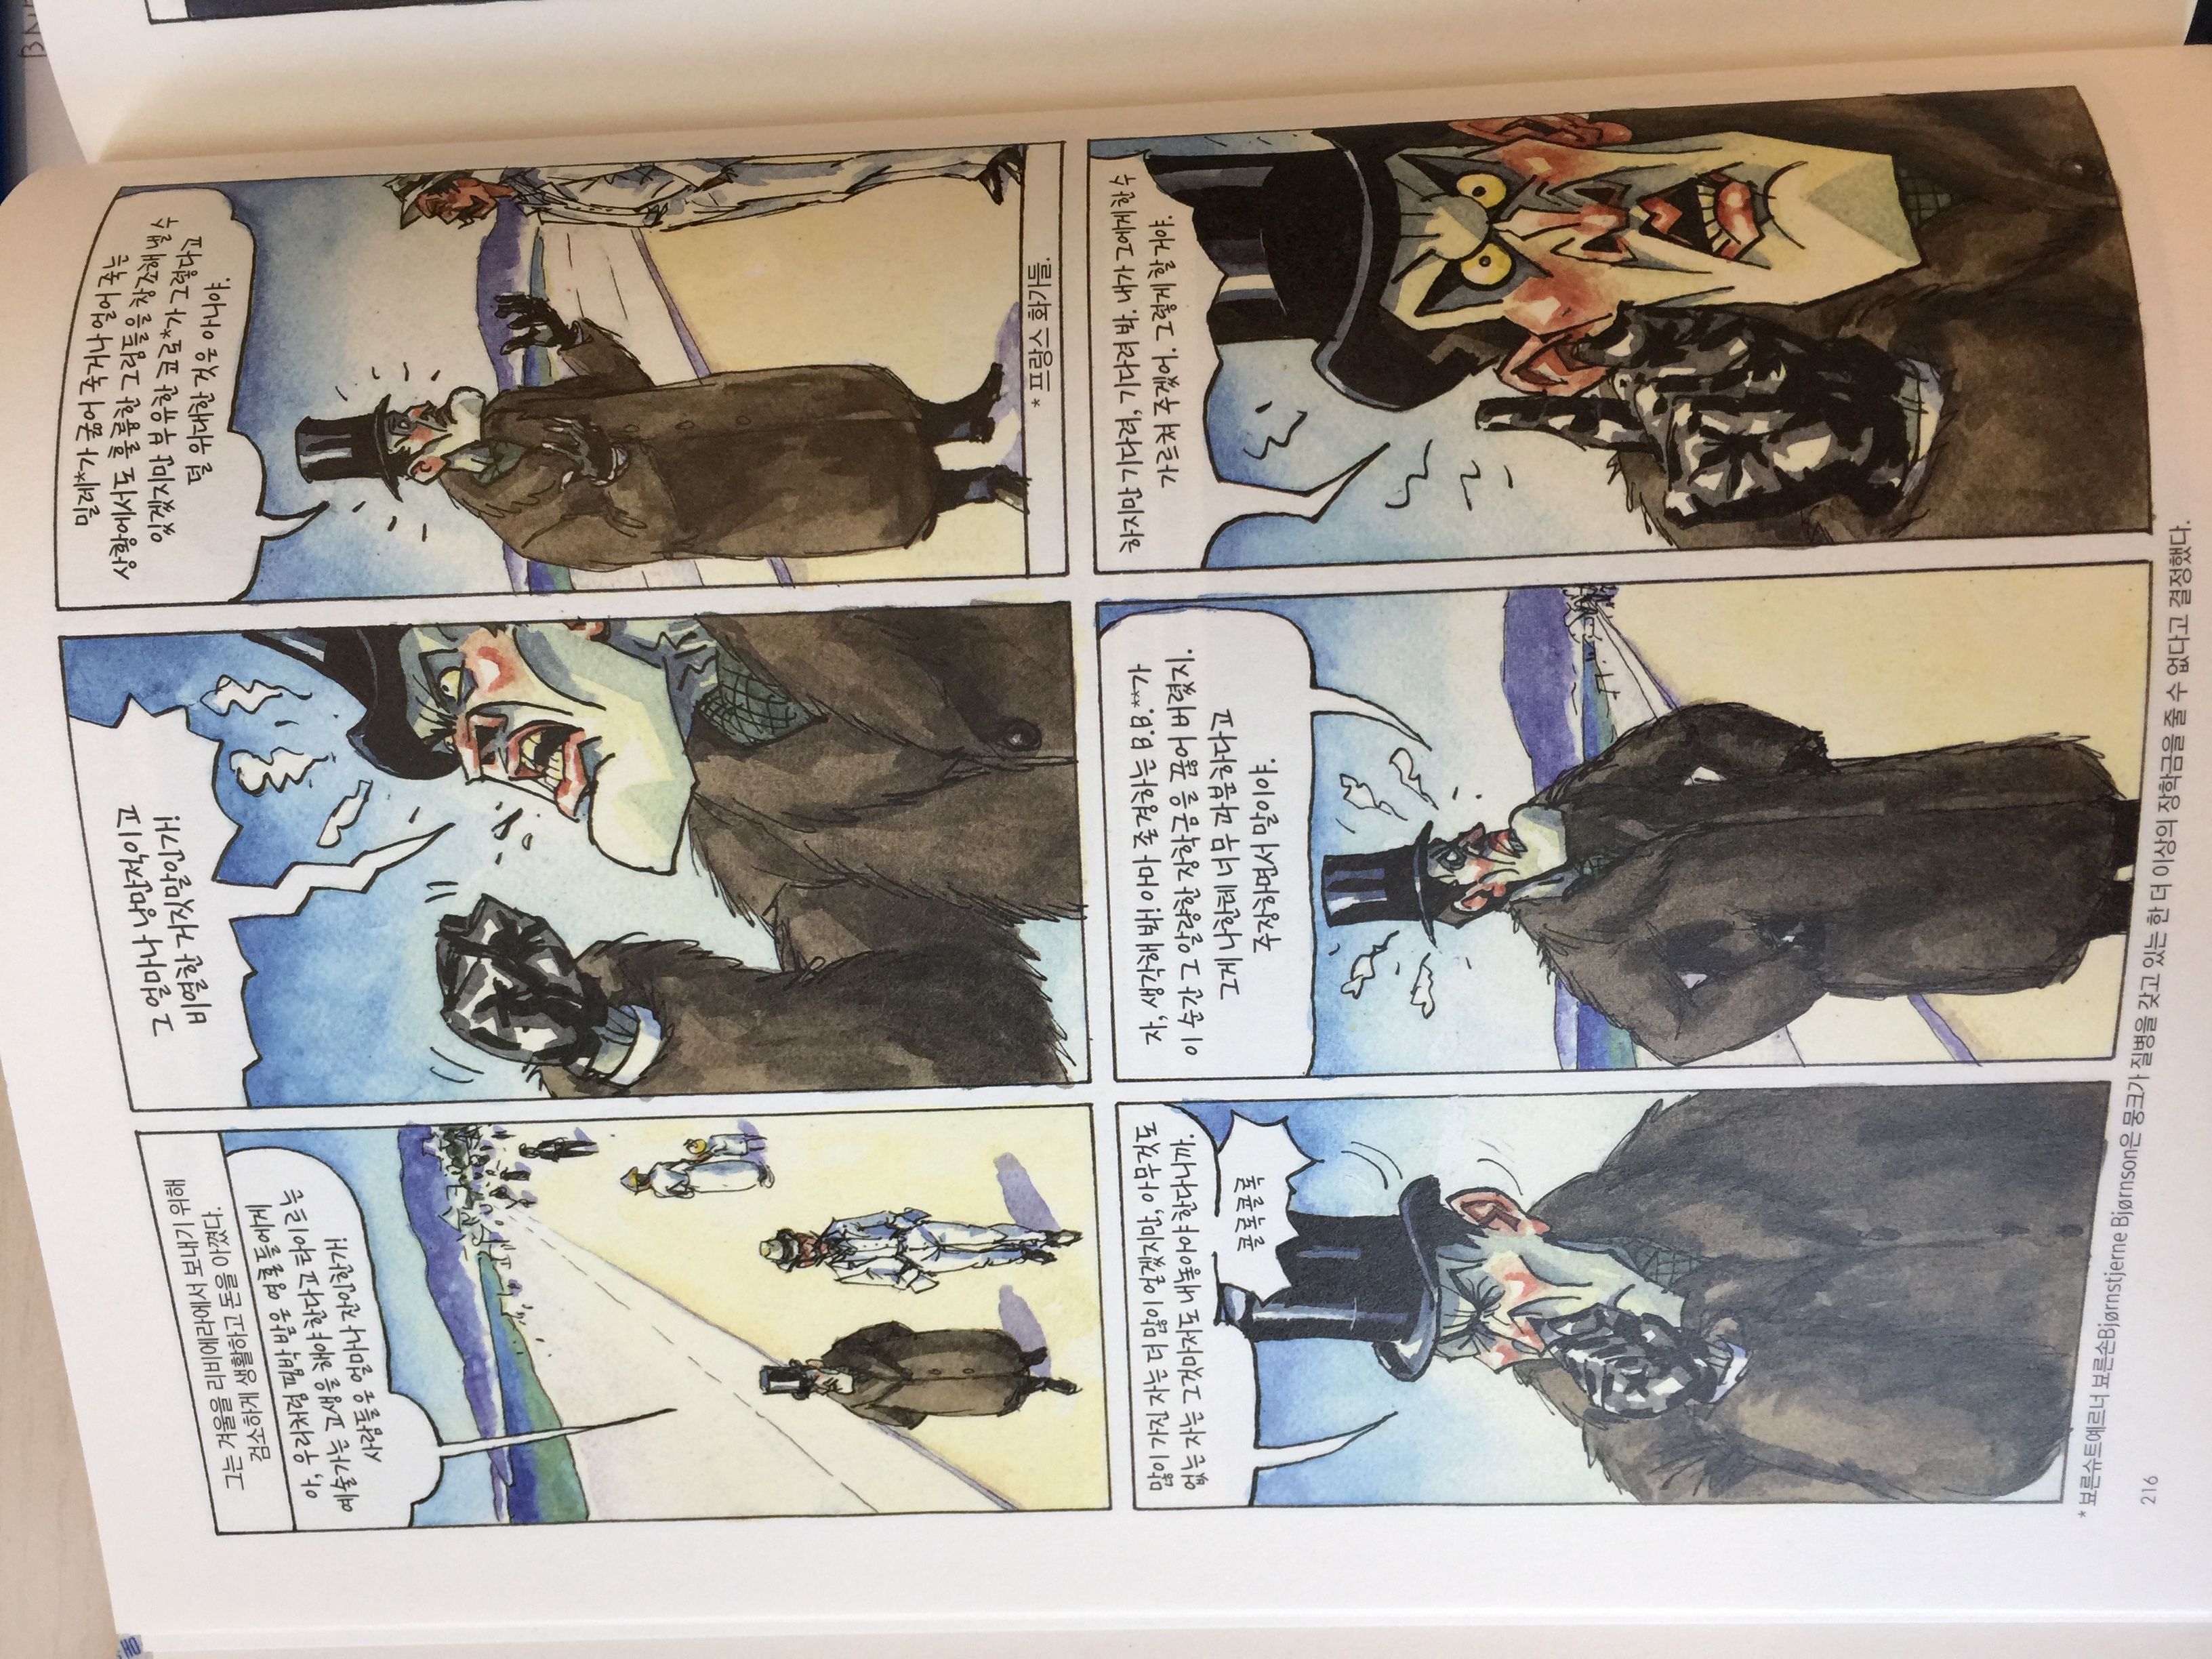 그는 겨울을 리비에라에서 보내기 위해
검소하게 생활하고 돈을 아꼈다.
아, 우리처럼 핍박 받은 영혼들에게
예술가는 고생을 해야 한다고 타이르는
사람들은 얼마나 잔인한가!
그 얼마나 낭만적이고
비열한 거짓말인가!
밀레*가 굶어 죽거나 얼어 죽는
상황에서도 훌륭한 그림들을 창조해 낼 수
있겠지만 부유한 코로*가 그렇다고
덜 위대한 것은 아니야.
* 프랑스 화가들.
많이 가진 자는 더 많이 얻겠지만, 아무것도
없는 자는 그것마저도 내놓아야 한다니까.
콜록콜록
자, 생각해 봐! 아마 존경하는 B.B.**가
이 순간 그 알량한 장학금을 끊어 버렸지.
그게 나한테 너무 과분하다고
주장하면서 말이야.
하지만 기다려, 기다려 봐. 내가 그에게 한 수
가르쳐 주겠어. 그렇게 할 거야.
* 뵤른슈트예르너 뵤른손Bjørnstjerne Bjørnson은 뭉크가 질병을 갖고 있는 한 더 이상의 장학금을 줄 수 없다고 결정했다.
216